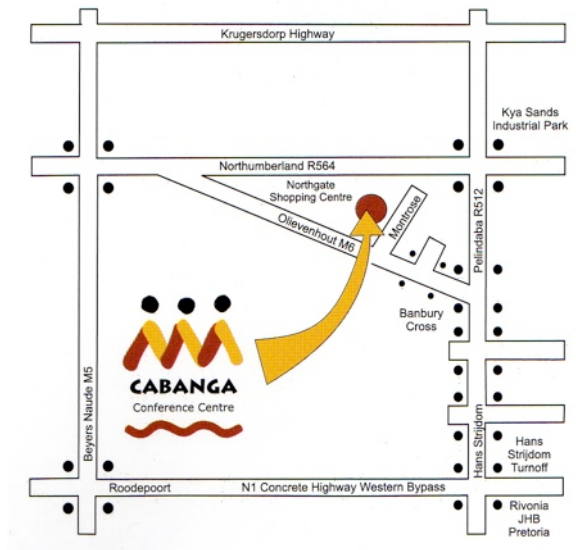 Krugersdorp Highway
Kya Sands
Industrial Park
Northumberland R564
Northgate
Shopping Centre
Montrose
Olievenhout M6
Pelindaba R512
Banbury
Cross
CABANGA
Conference Centre
Beyers Naude M5
Hans Strijdom
Hans
Strijdom
Turnoff
Roodepoort
N1 Concrete Highway Western Bypass
Rivonia
JHB
Pretoria